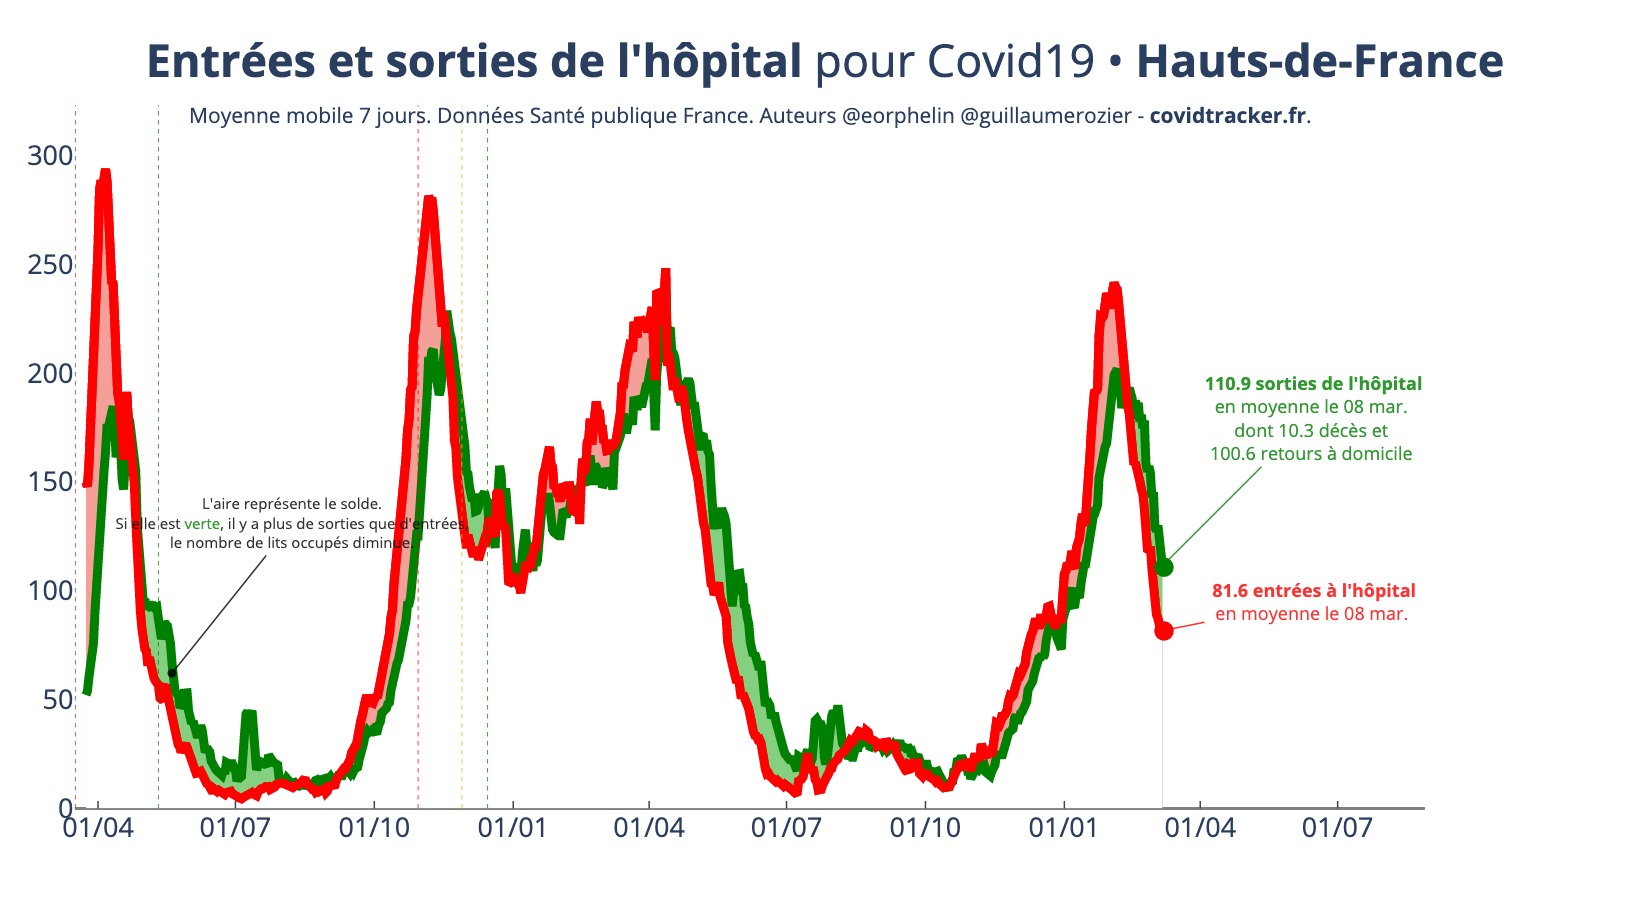 Entrées et sorties de l'hôpital pour Covid19 • Hauts-de-France
Moyenne mobile 7 jours. Données Santé publique France. Auteurs @eorphelin @guillaumerozier - covidtracker.fr.
300
250
200
150
100
50
0
110.9 sorties de l'hôpital
en moyenne le 08 mar.
dont 10.3 décès et
100.6 retours à domicile
L'aire représente le solde.
Si elle est verte, il y a plus de sorties que d'entrées,
le nombre de lits occupés diminue.
81.6 entrées à l'hôpital
en moyenne le 08 mar.
01/04 01/07 01/10 01/01 01/04 01/07 01/10 01/01 01/04 01/07